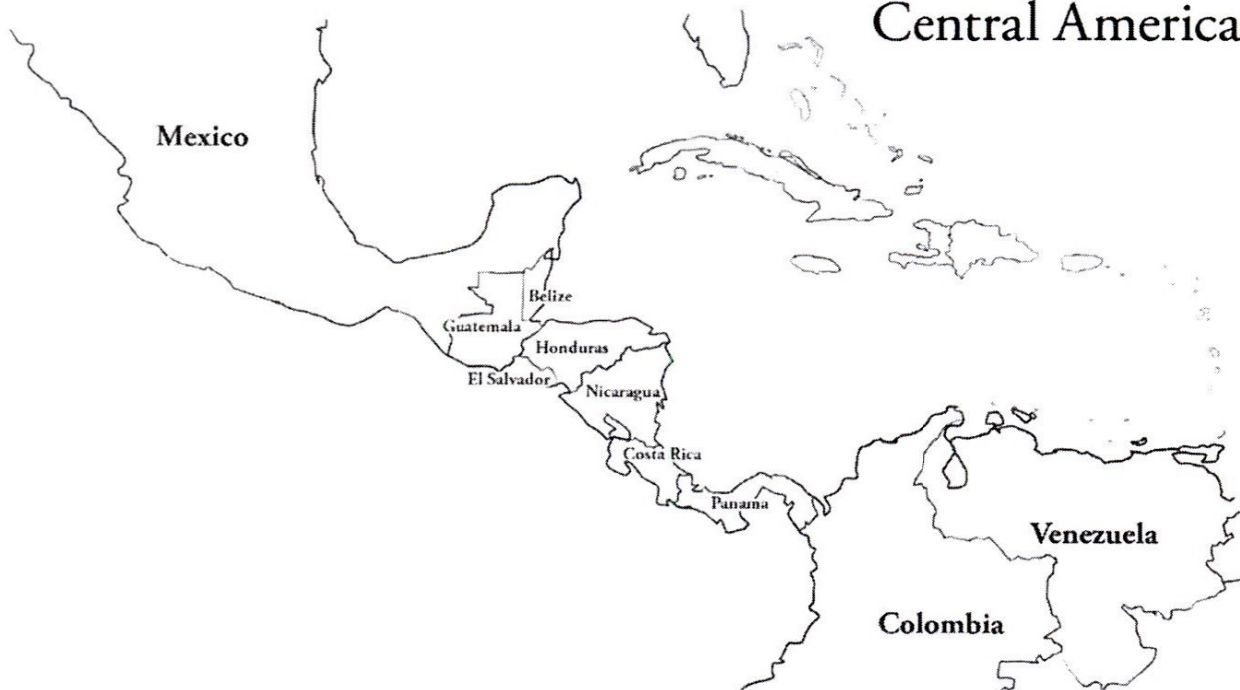 Central America
Mexico
Belize
Guatemala
Honduras
El Salvador
Nicaragua
Costa Rica
Panama
Venezuela
Colombia